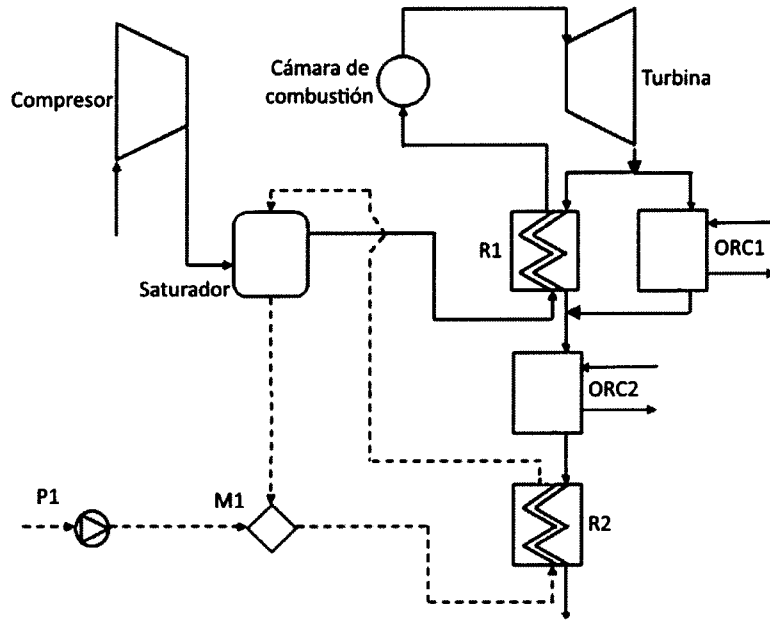 Cámara de
combustión
Turbina
Compresor
R1
ORC1
Saturador
ORC2
P1
M1
R2